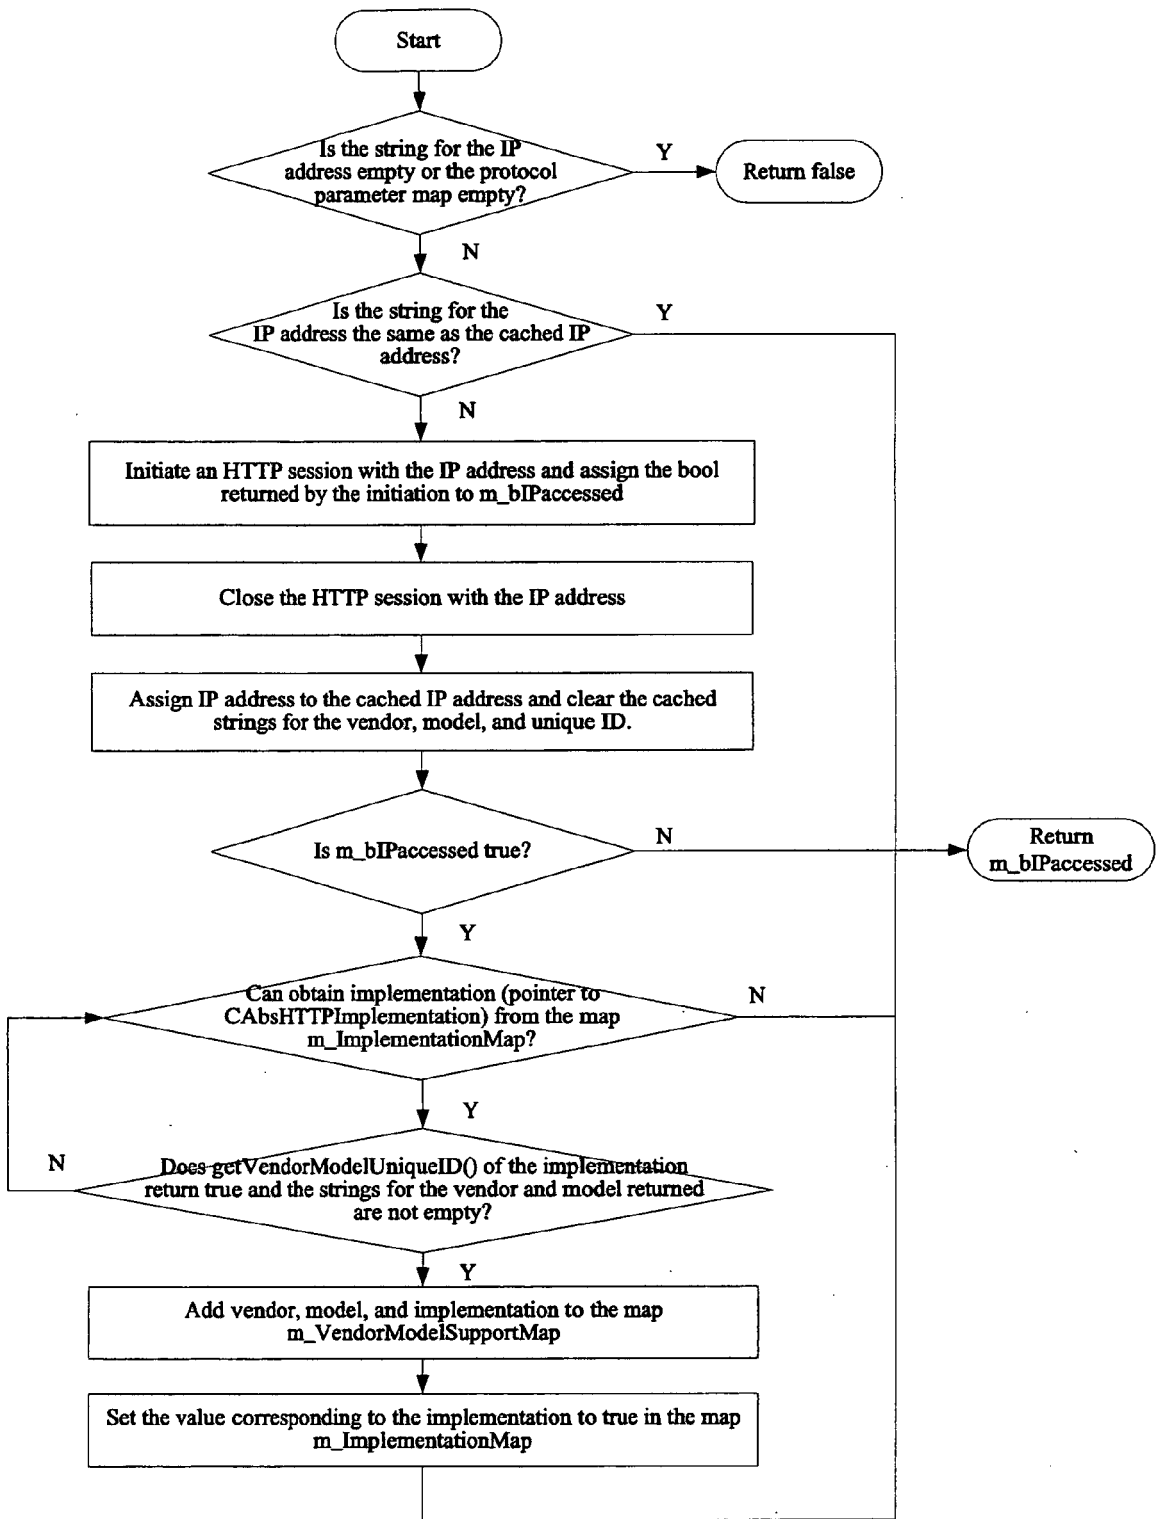 Start
Is the string for the IP
address empty or the protocol
parameter map empty?
Y
Return false
N
Is the string for the
IP address the same as the cached IP
address?
Y
N
Initiate an HTTP session with the IP address and assign the bool
returned by the initiation to m_bIPaccessed
Close the HTTP session with the IP address
Assign IP address to the cached IP address and clear the cached
strings for the vendor, model, and unique ID.
Is m_bIPaccessed true?
N
Return
m_bIPaccessed
Y
Can obtain implementation (pointer to
CAbsHTTPImplementation) from the map
m_ImplementationMap?
N
Y
N
Does getVendorModelUniqueID() of the implementation
return true and the strings for the vendor and model returned
are not empty?
Y
Add vendor, model, and implementation to the map
m_VendorModelSupportMap
Set the value corresponding to the implementation to true in the map
m_ImplementationMap